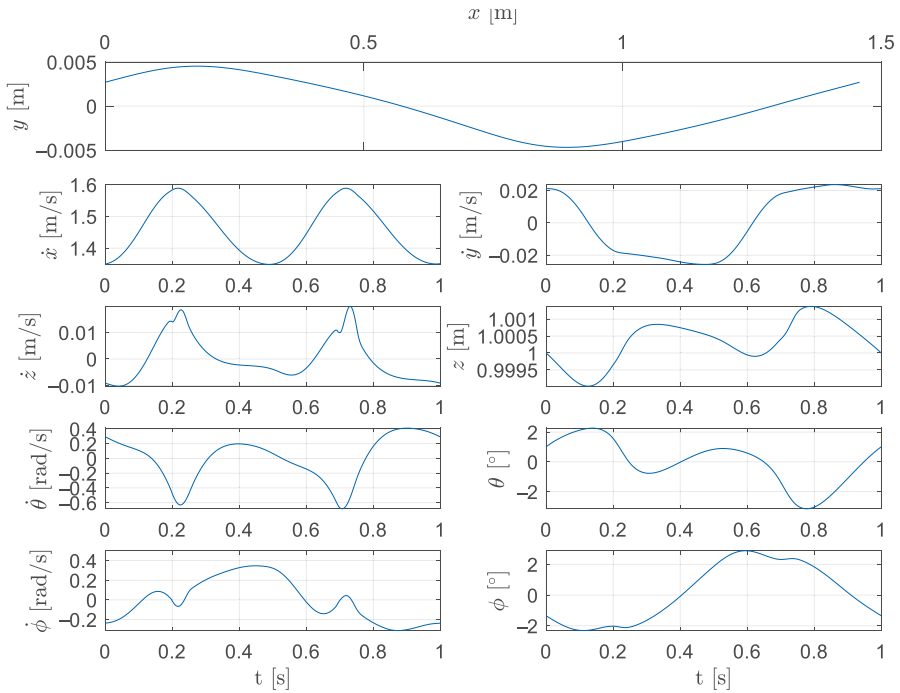 x [m]
0 0.5 1 1.5
y [m]
0.005
0
−0.005
ẋ [m/s]
1.6
1.5
1.4
0 0.2 0.4 0.6 0.8 1
ẏ [m/s]
0.02
0
−0.02
0 0.2 0.4 0.6 0.8 1
ż [m/s]
0.01
0
−0.01
0 0.2 0.4 0.6 0.8 1
z [m]
1.001
1.0005
1
0.9995
0 0.2 0.4 0.6 0.8 1
θ̇ [rad/s]
0.4
0.2
0
−0.2
−0.4
−0.6
0 0.2 0.4 0.6 0.8 1
θ [°]
2
0
−2
0 0.2 0.4 0.6 0.8 1
ϕ̇ [rad/s]
0.4
0.2
0
−0.2
0 0.2 0.4 0.6 0.8 1
t [s]
ϕ [°]
2
0
−2
0 0.2 0.4 0.6 0.8 1
t [s]